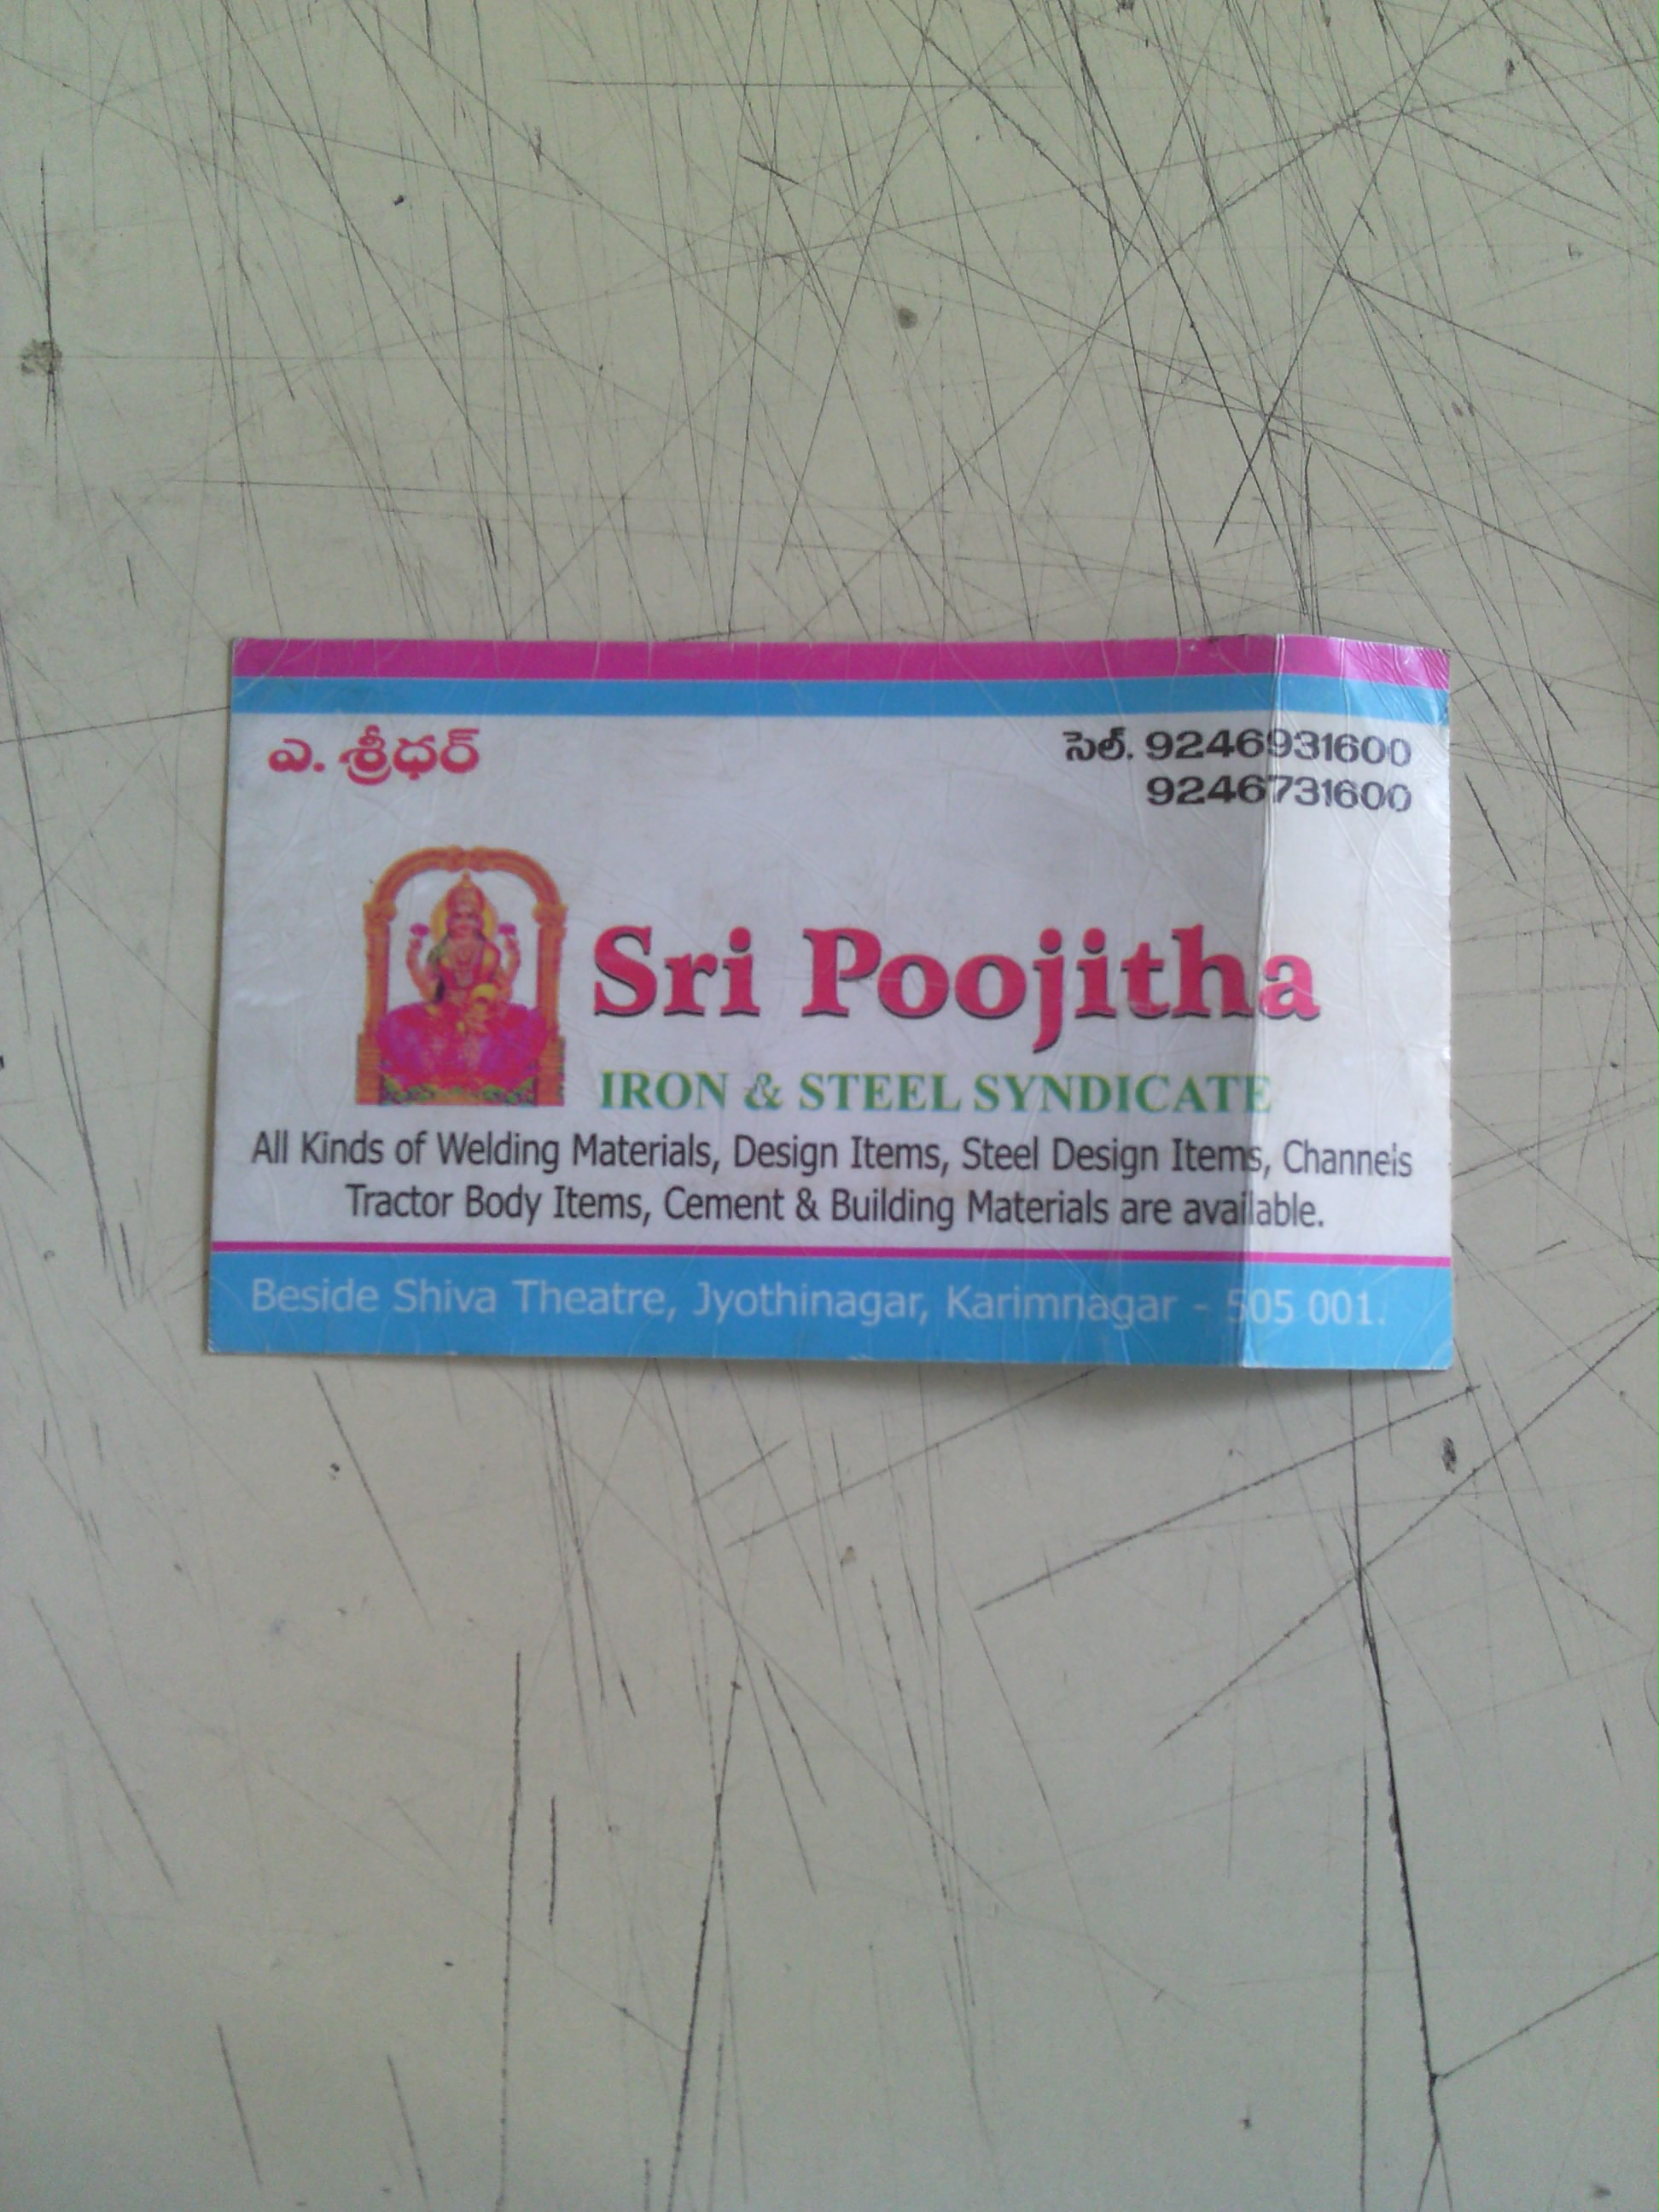 ఎ. శ్రీధర్
సెల్. 9246931600
9246731600
Sri Poojitha
IRON & STEEL SYNDICATE
All Kinds of Welding Materials, Design Items, Steel Design Items, Channels
Tractor Body Items, Cement & Building Materials are available.
Beside Shiva Theatre, Jyothinagar, Karimnagar - 505 001.